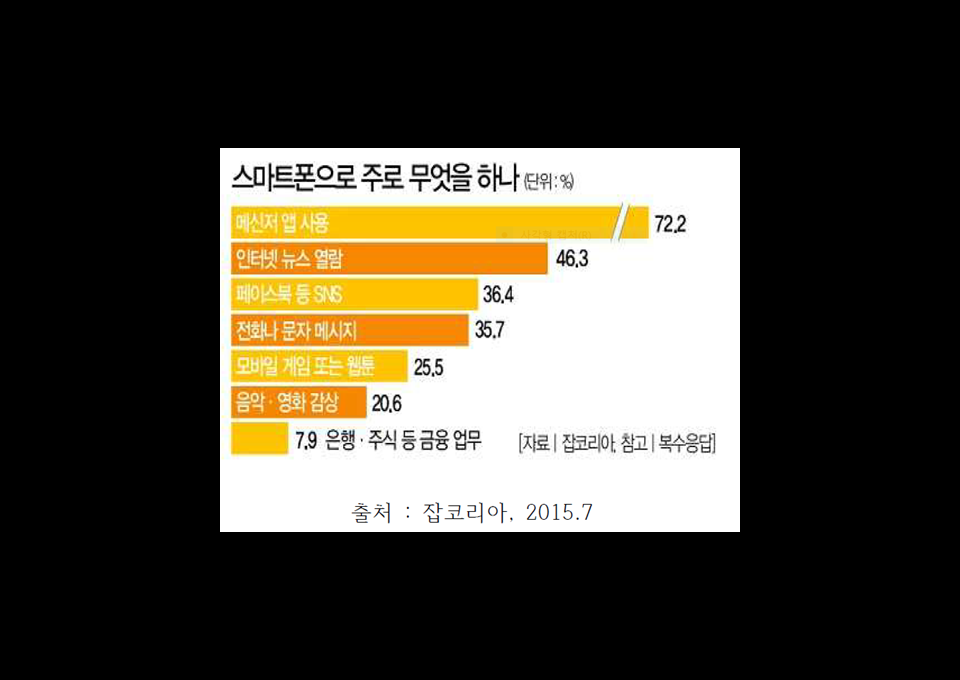 스마트폰으로 주로 무엇을 하나 (단위:%)
메신저 앱 사용 72.2
인터넷 뉴스 열람 46.3
페이스북 등 SNS 36.4
전화나 문자 메시지 35.7
모바일 게임 또는 웹툰 25.5
음악·영화 감상 20.6
7.9 은행·주식 등 금융 업무 [자료 | 잡코리아, 참고 | 복수응답]
출처 : 잡코리아, 2015.7